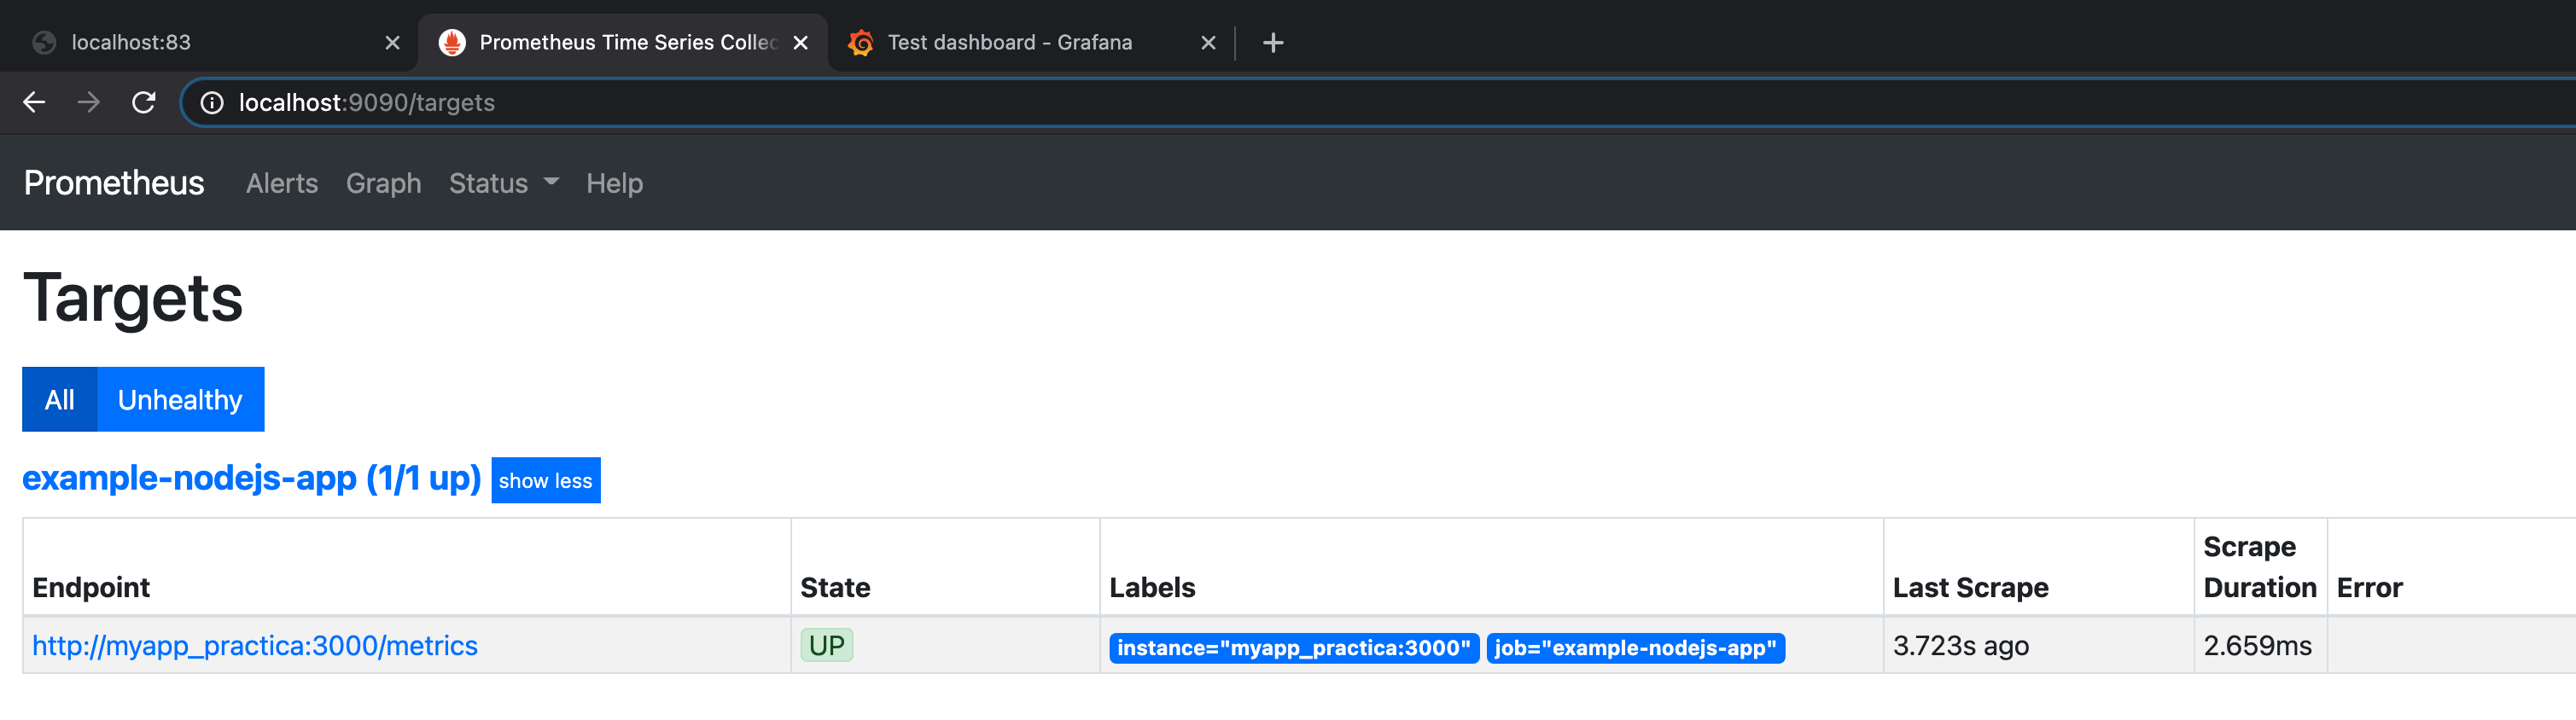 localhost:83
Prometheus Time Series Collec
Test dashboard - Grafana
localhost:9090/targets
Prometheus Alerts Graph Status Help
Targets
All Unhealthy
example-nodejs-app (1/1 up) show less
Endpoint State Labels Last Scrape Scrape Duration Error
http://myapp_practica:3000/metrics UP instance="myapp_practica:3000" job="example-nodejs-app" 3.723s ago 2.659ms